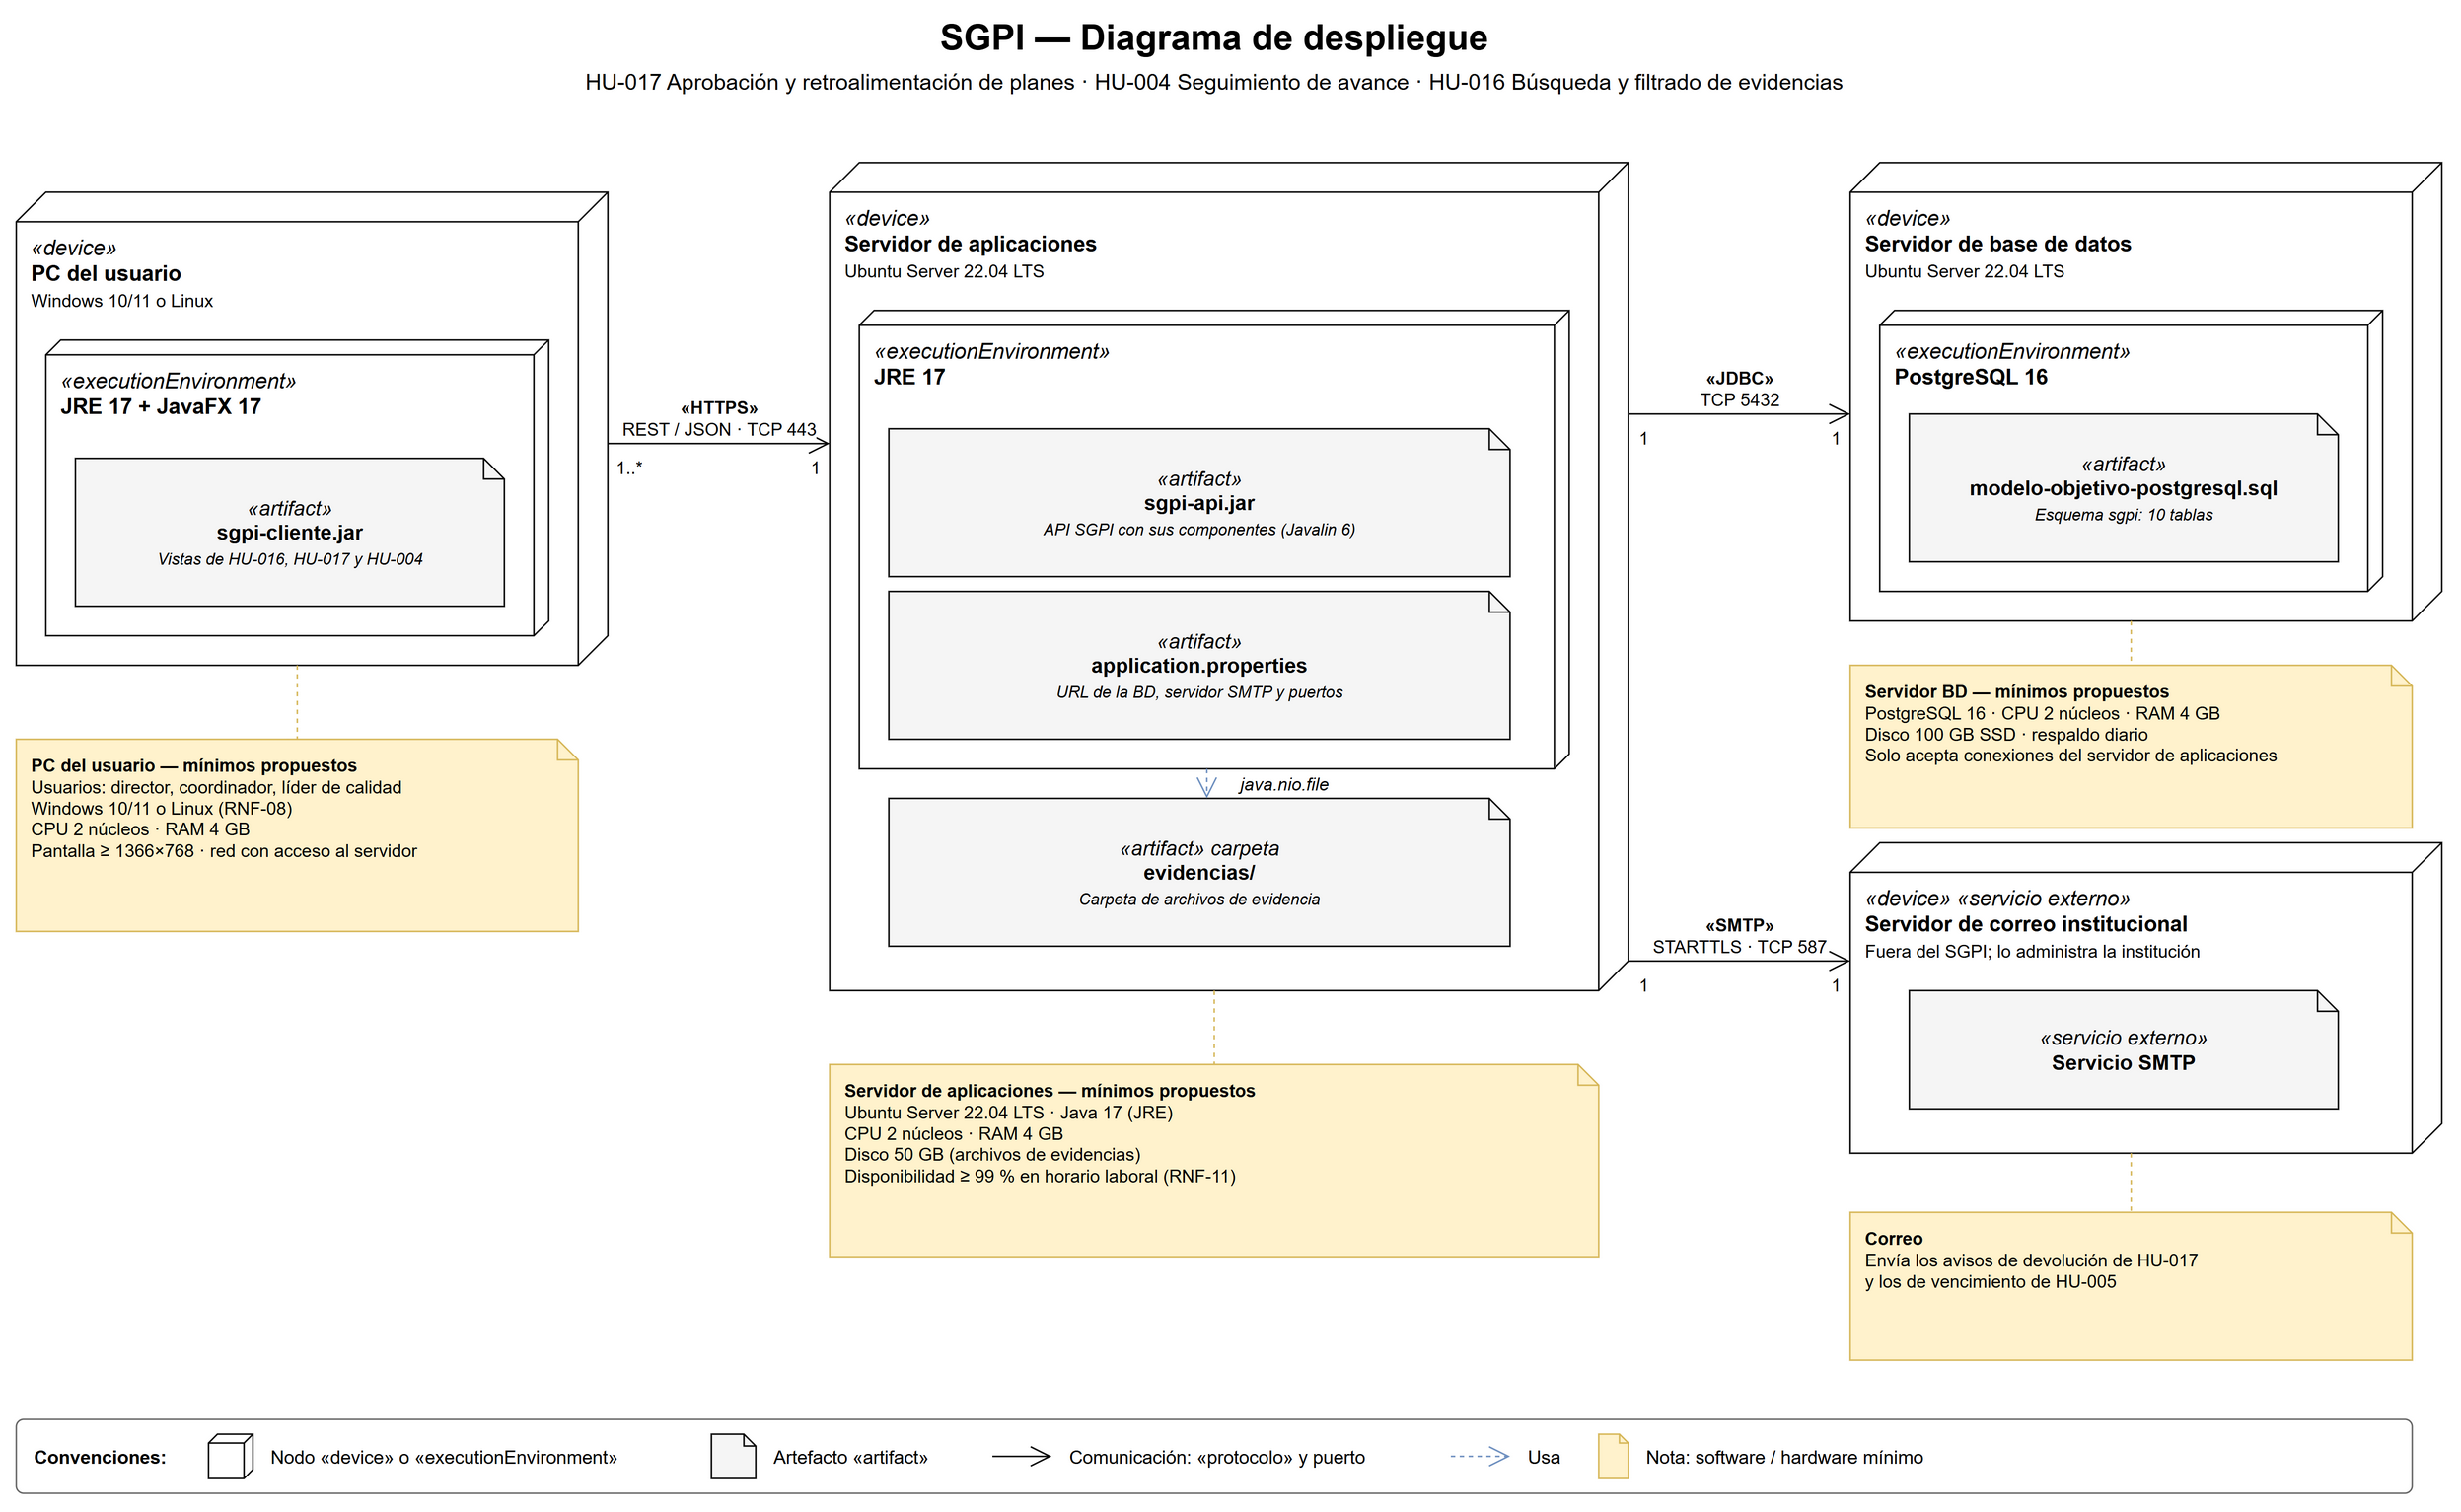 SGPI — Diagrama de despliegue
HU-017 Aprobación y retroalimentación de planes · HU-004 Seguimiento de avance · HU-016 Búsqueda y filtrado de evidencias
«device»
PC del usuario
Windows 10/11 o Linux
«executionEnvironment»
JRE 17 + JavaFX 17
«artifact»
sgpi-cliente.jar
Vistas de HU-016, HU-017 y HU-004
«HTTPS»
REST / JSON · TCP 443
1..*
1
PC del usuario — mínimos propuestos
Usuarios: director, coordinador, líder de calidad
Windows 10/11 o Linux (RNF-08)
CPU 2 núcleos · RAM 4 GB
Pantalla ≥ 1366×768 · red con acceso al servidor
«device»
Servidor de aplicaciones
Ubuntu Server 22.04 LTS
«executionEnvironment»
JRE 17
«artifact»
sgpi-api.jar
API SGPI con sus componentes (Javalin 6)
«artifact»
application.properties
URL de la BD, servidor SMTP y puertos
java.nio.file
«artifact» carpeta
evidencias/
Carpeta de archivos de evidencia
Servidor de aplicaciones — mínimos propuestos
Ubuntu Server 22.04 LTS · Java 17 (JRE)
CPU 2 núcleos · RAM 4 GB
Disco 50 GB (archivos de evidencias)
Disponibilidad ≥ 99 % en horario laboral (RNF-11)
«JDBC»
TCP 5432
1
1
«device»
Servidor de base de datos
Ubuntu Server 22.04 LTS
«executionEnvironment»
PostgreSQL 16
«artifact»
modelo-objetivo-postgresql.sql
Esquema sgpi: 10 tablas
Servidor BD — mínimos propuestos
PostgreSQL 16 · CPU 2 núcleos · RAM 4 GB
Disco 100 GB SSD · respaldo diario
Solo acepta conexiones del servidor de aplicaciones
«SMTP»
STARTTLS · TCP 587
1
1
«device» «servicio externo»
Servidor de correo institucional
Fuera del SGPI; lo administra la institución
«servicio externo»
Servicio SMTP
Correo
Envía los avisos de devolución de HU-017
y los de vencimiento de HU-005
Convenciones:
Nodo «device» o «executionEnvironment»
Artefacto «artifact»
Comunicación: «protocolo» y puerto
Usa
Nota: software / hardware mínimo